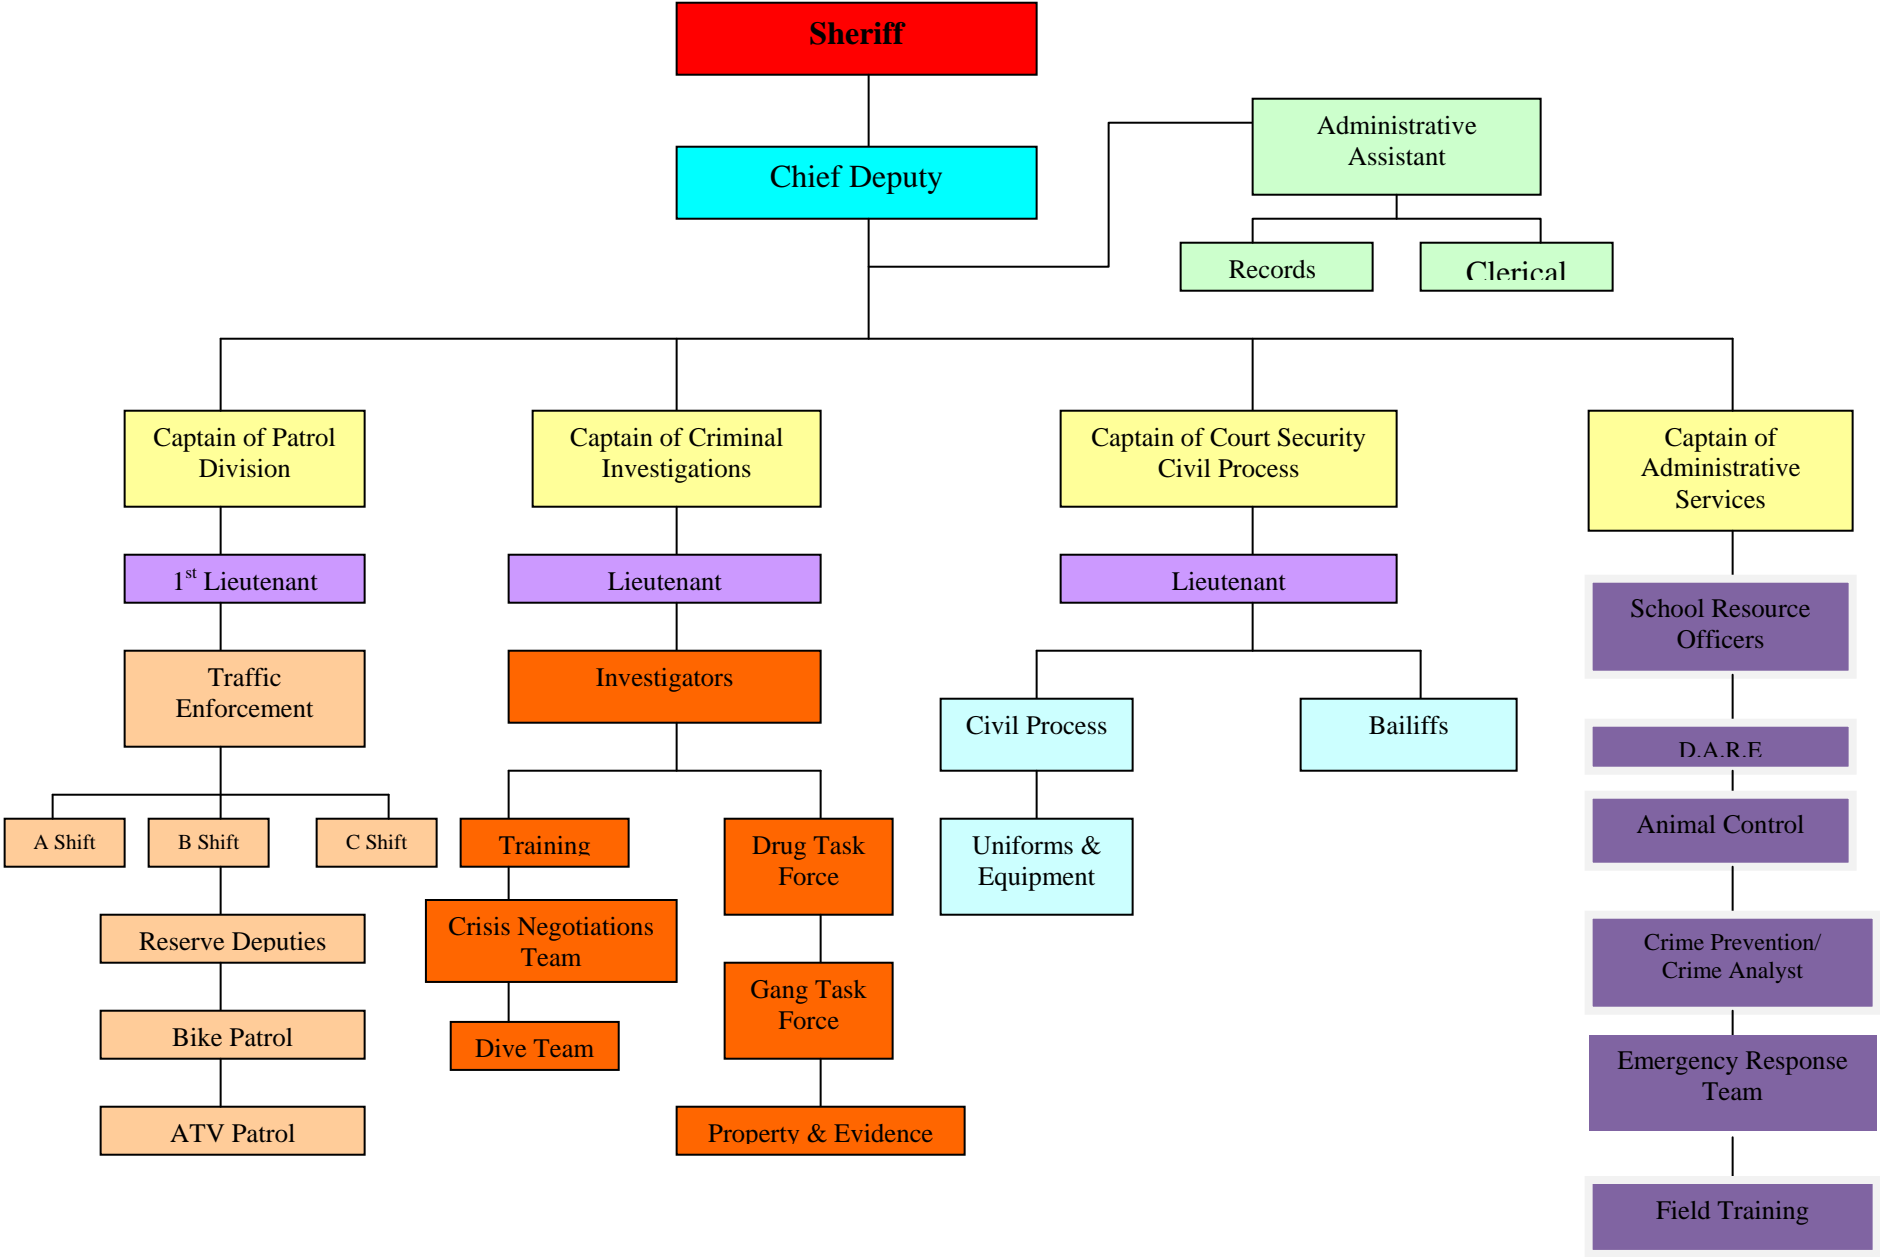 Sheriff
Administrative
Assistant
Chief Deputy
Records
Clerical
Captain of Patrol
Division
Captain of Criminal
Investigations
Captain of Court Security
Civil Process
Captain of
Administrative
Services
1st Lieutenant
Lieutenant
Lieutenant
School Resource
Officers
Traffic
Enforcement
Investigators
Civil Process
Bailiffs
D.A.R.E
A Shift
B Shift
C Shift
Training
Drug Task
Force
Uniforms &
Equipment
Animal Control
Reserve Deputies
Crisis Negotiations
Team
Crime Prevention/
Crime Analyst
Gang Task
Force
Bike Patrol
Dive Team
Emergency Response
Team
ATV Patrol
Property & Evidence
Field Training